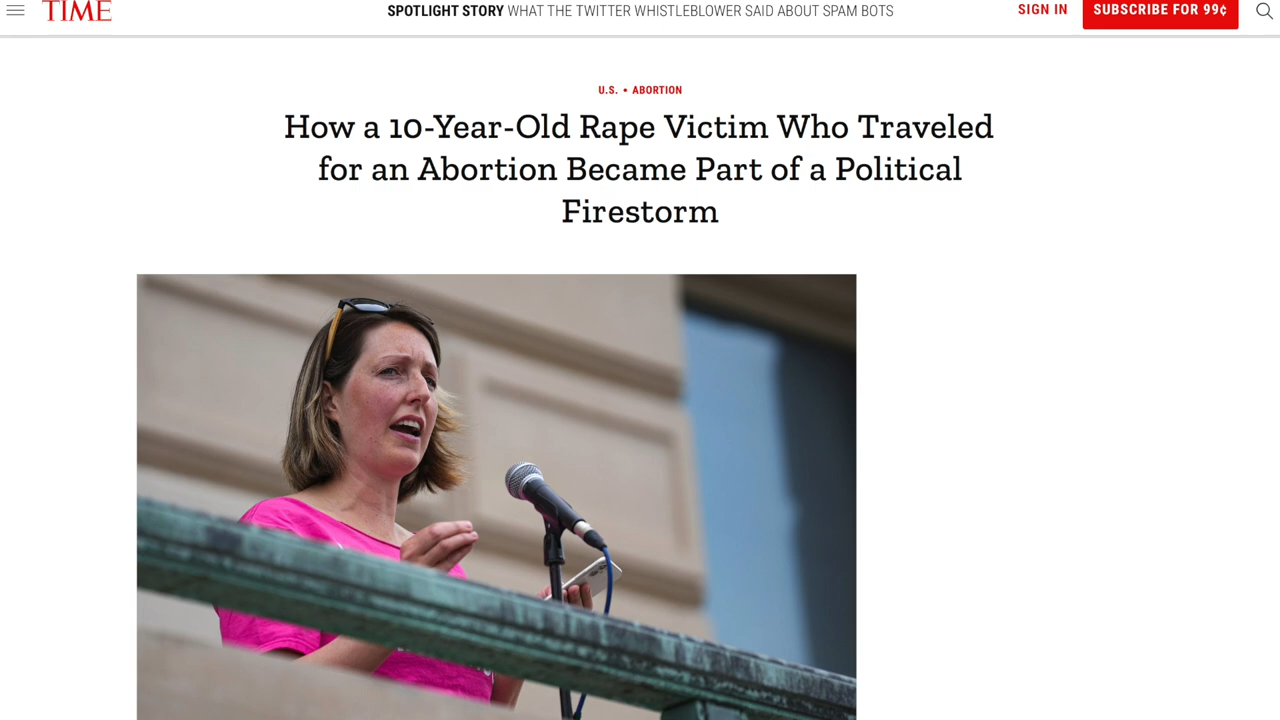 TIME
SPOTLIGHT STORY WHAT THE TWITTER WHISTLEBLOWER SAID ABOUT SPAM BOTS
SIGN IN
SUBSCRIBE FOR 99¢
U.S. • ABORTION
How a 10-Year-Old Rape Victim Who Traveled
for an Abortion Became Part of a Political
Firestorm